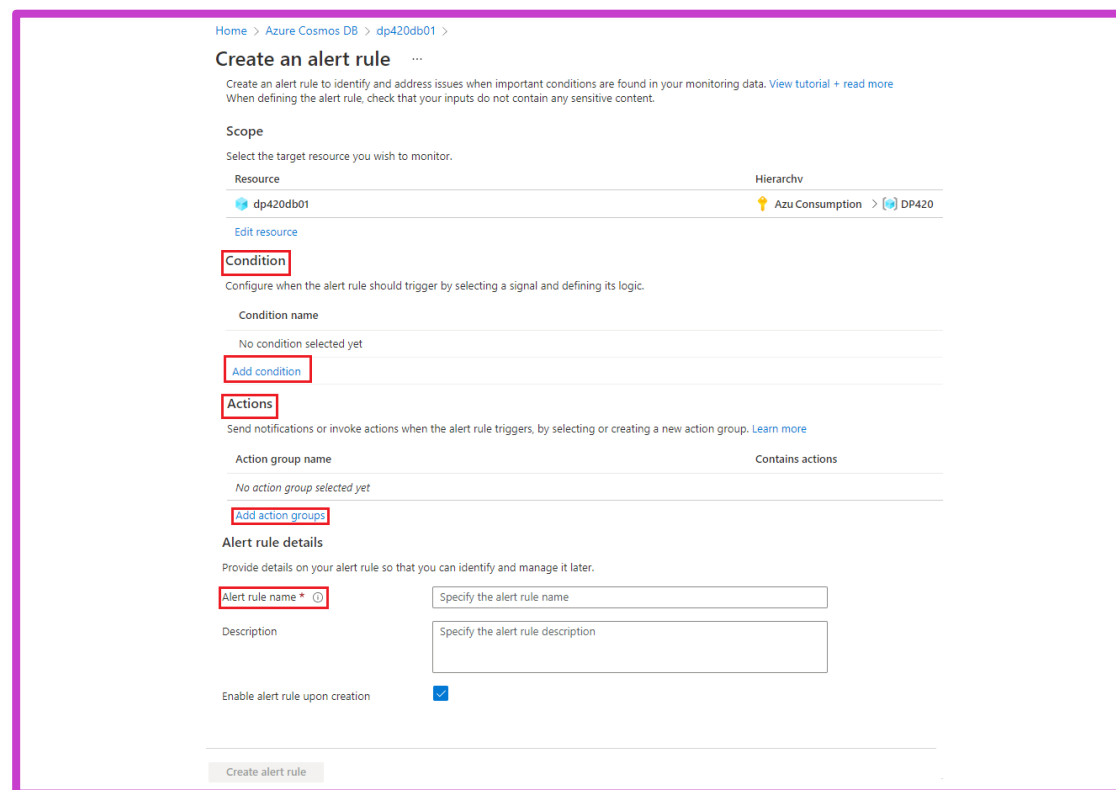 Home > Azure Cosmos DB > dp420db01 >
Create an alert rule ...
Create an alert rule to identify and address issues when important conditions are found in your monitoring data. View tutorial + read more
When defining the alert rule, check that your inputs do not contain any sensitive content.
Scope
Select the target resource you wish to monitor.
Resource Hierarchy
dp420db01 Azu Consumption > DP420
Edit resource
Condition
Configure when the alert rule should trigger by selecting a signal and defining its logic.
Condition name
No condition selected yet
Add condition
Actions
Send notifications or invoke actions when the alert rule triggers, by selecting or creating a new action group. Learn more
Action group name Contains actions
No action group selected yet
Add action groups
Alert rule details
Provide details on your alert rule so that you can identify and manage it later.
Alert rule name * Specify the alert rule name
Description Specify the alert rule description
Enable alert rule upon creation
Create alert rule